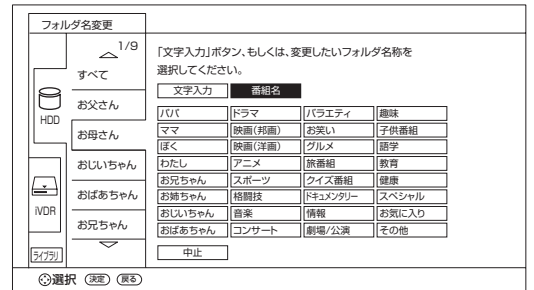 フォルダ名変更
1/9
すべて
お父さん
お母さん
おじいちゃん
おばあちゃん
お兄ちゃん
HDD
iVDR
ライブラリ
「文字入力」ボタン、もしくは、変更したいフォルダ名称を
選択してください。
文字入力 番組名
パパ ドラマ バラエティ 趣味
ママ 映画(邦画) お笑い 子供番組
ぼく 映画(洋画) グルメ 語学
わたし アニメ 旅番組 教育
お兄ちゃん スポーツ クイズ番組 健康
お姉ちゃん 格闘技 ドキュメンタリー スペシャル
おじいちゃん 音楽 情報 お気に入り
おばあちゃん コンサート 劇場/公演 その他
中止
選択 決定 戻る